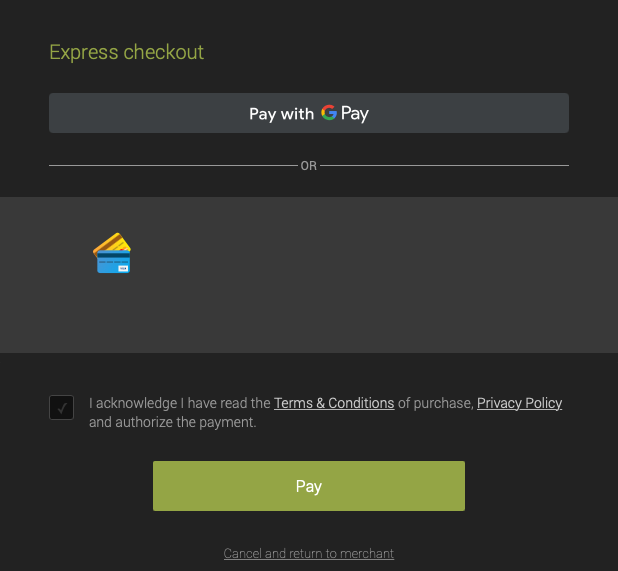 Express checkout
Pay with G Pay
OR
I acknowledge I have read the Terms & Conditions of purchase, Privacy Policy
and authorize the payment.
Pay
Cancel and return to merchant